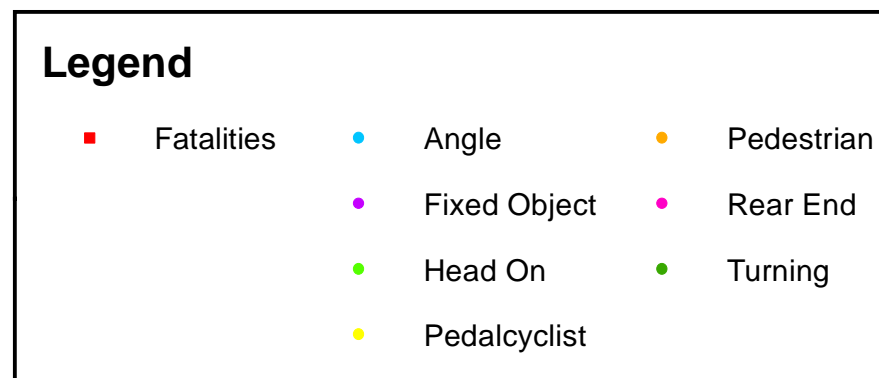 Legend
Fatalities Angle Pedestrian
Fixed Object Rear End
Head On Turning
Pedalcyclist